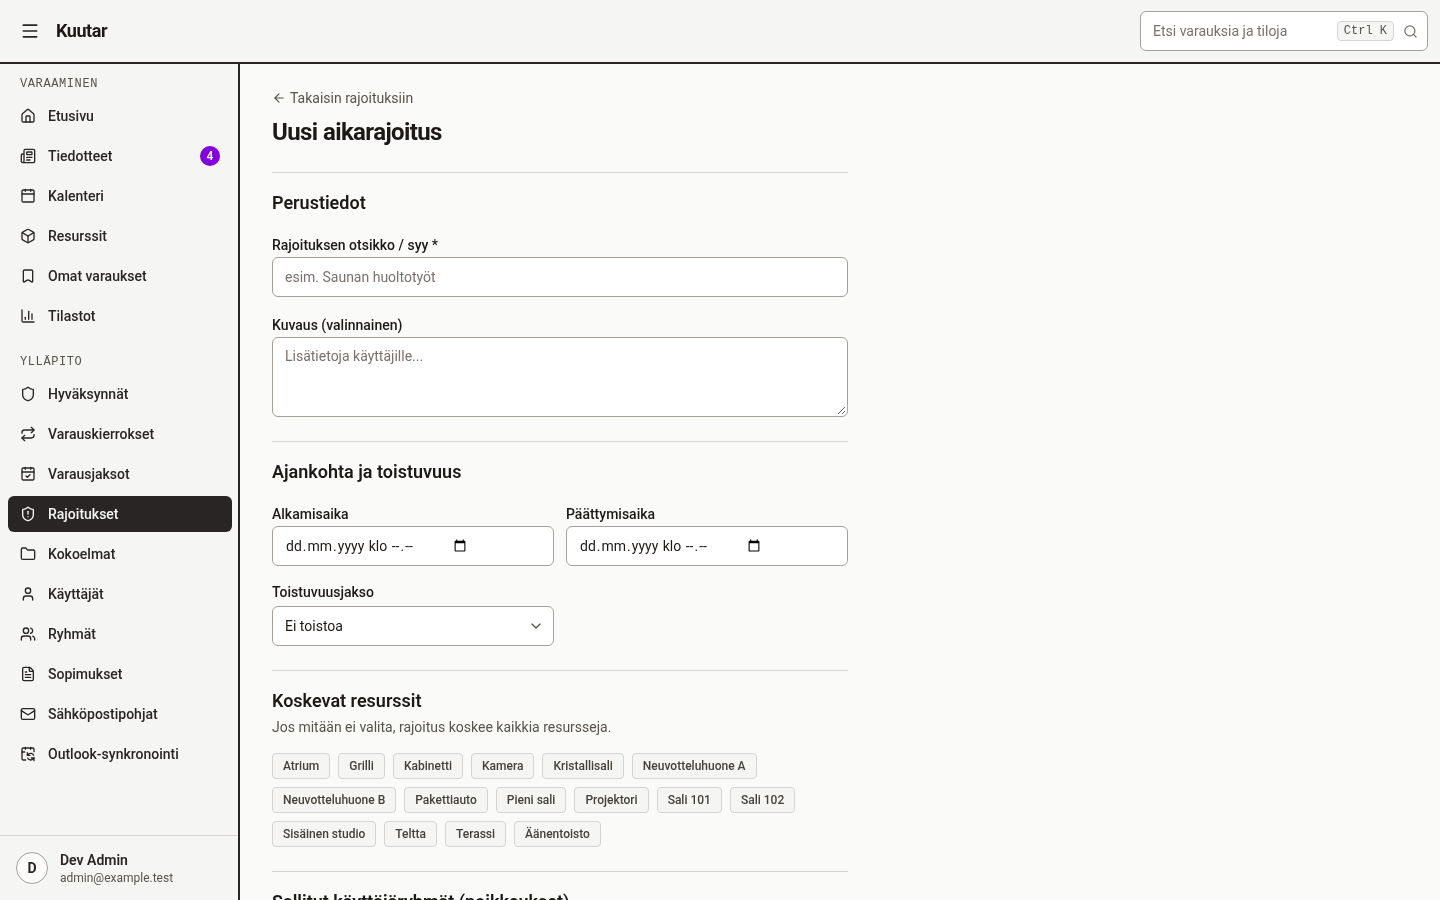 Kuutar
Etsi varauksia ja tiloja
Ctrl K
VARAAMINEN
Etusivu
Tiedotteet
4
Kalenteri
Resurssit
Omat varaukset
Tilastot
YLLÄPITO
Hyväksynnät
Varauskierrokset
Varausjaksot
Rajoitukset
Kokoelmat
Käyttäjät
Ryhmät
Sopimukset
Sähköpostipohjat
Outlook-synkronointi
D
Dev Admin
admin@example.test
Takaisin rajoituksiin
Uusi aikarajoitus
Perustiedot
Rajoituksen otsikko / syy *
esim. Saunan huoltotyöt
Kuvaus (valinnainen)
Lisätietoja käyttäjille...
Ajankohta ja toistuvuus
Alkamisaika
Päättymisaika
dd.mm.yyyy klo --.--
dd.mm.yyyy klo --.--
Toistuvuusjakso
Ei toistoa
Koskevat resurssit
Jos mitään ei valita, rajoitus koskee kaikkia resursseja.
Atrium Grilli Kabinetti Kamera Kristallisali Neuvotteluhuone A
Neuvotteluhuone B Pakettiauto Pieni sali Projektori Sali 101 Sali 102
Sisäinen studio Teltta Terassi Äänentoisto
Sallitut käyttäjäryhmät (poikkeukset)